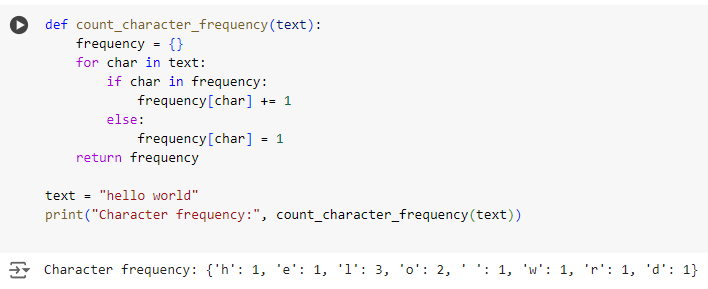 def count_character_frequency(text):
    frequency = {}
    for char in text:
        if char in frequency:
            frequency[char] += 1
        else:
            frequency[char] = 1
    return frequency

text = "hello world"
print("Character frequency:", count_character_frequency(text))

Character frequency: {'h': 1, 'e': 1, 'l': 3, 'o': 2, ' ': 1, 'w': 1, 'r': 1, 'd': 1}